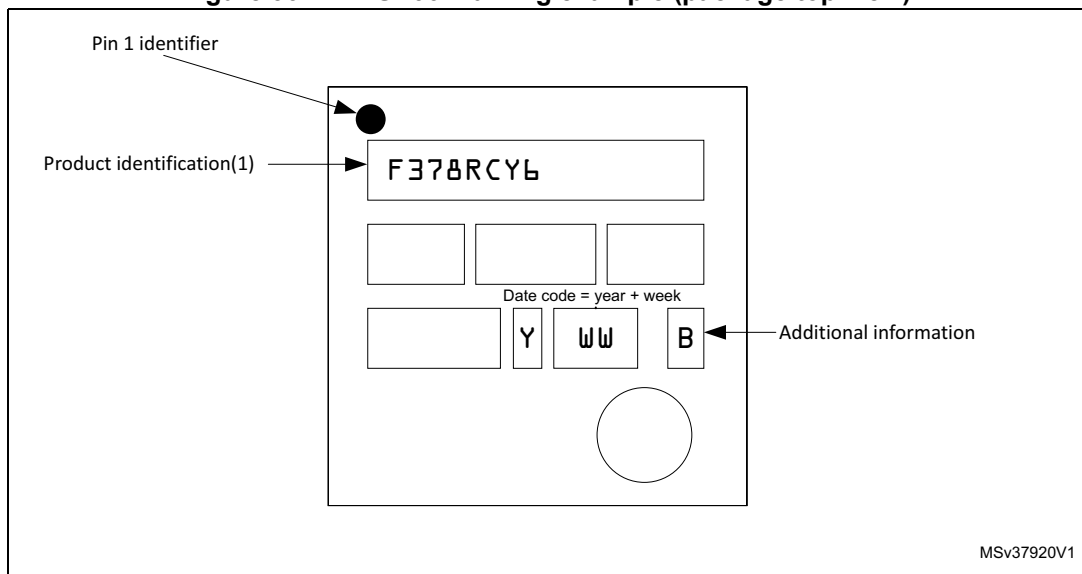 Pin 1 identifier
Product identification(1)
F378RCY6
Date code = year + week
Y WW B
Additional information
MSv37920V1